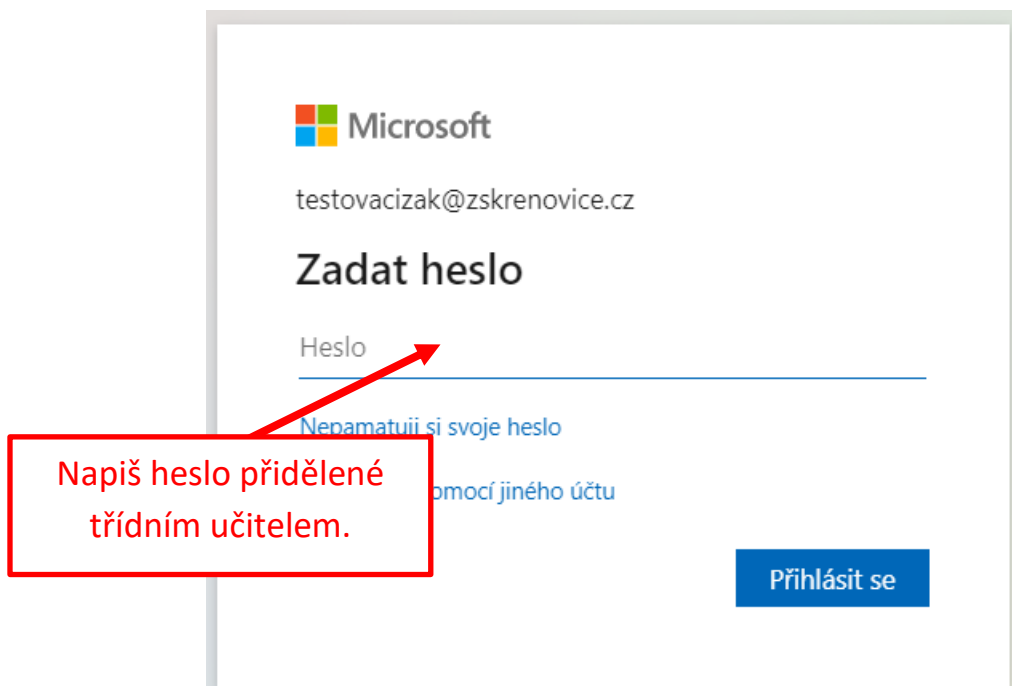 Microsoft
testovacizak@zskrenovice.cz
Zadat heslo
Heslo
Nepamatuji si svoje heslo
omocí jiného účtu
Napiš heslo přidělené
třídním učitelem.
Přihlásit se